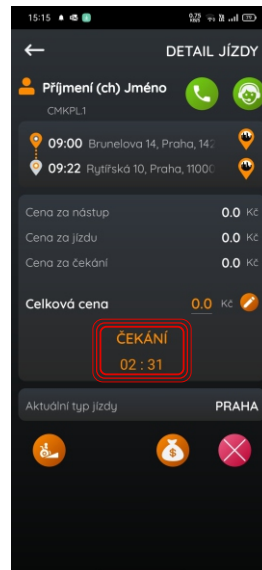 15:15
DETAIL JÍZDY
Příjmení (ch) Jméno
CMKPL1
09:00 Brunelova 14, Praha, 142
09:22 Rytířská 10, Praha, 11000
Cena za nástup 0.0 Kč
Cena za jízdu 0.0 Kč
Cena za čekání 0.0 Kč
Celková cena 0.0 Kč
ČEKÁNÍ
02 : 31
Aktuální typ jízdy PRAHA